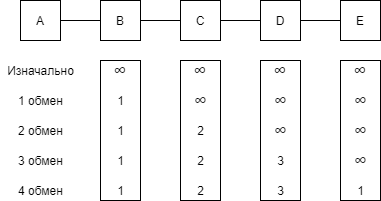 A B C D E
Изначально ∞ ∞ ∞ ∞
1 обмен 1 ∞ ∞ ∞
2 обмен 1 2 ∞ ∞
3 обмен 1 2 3 ∞
4 обмен 1 2 3 1